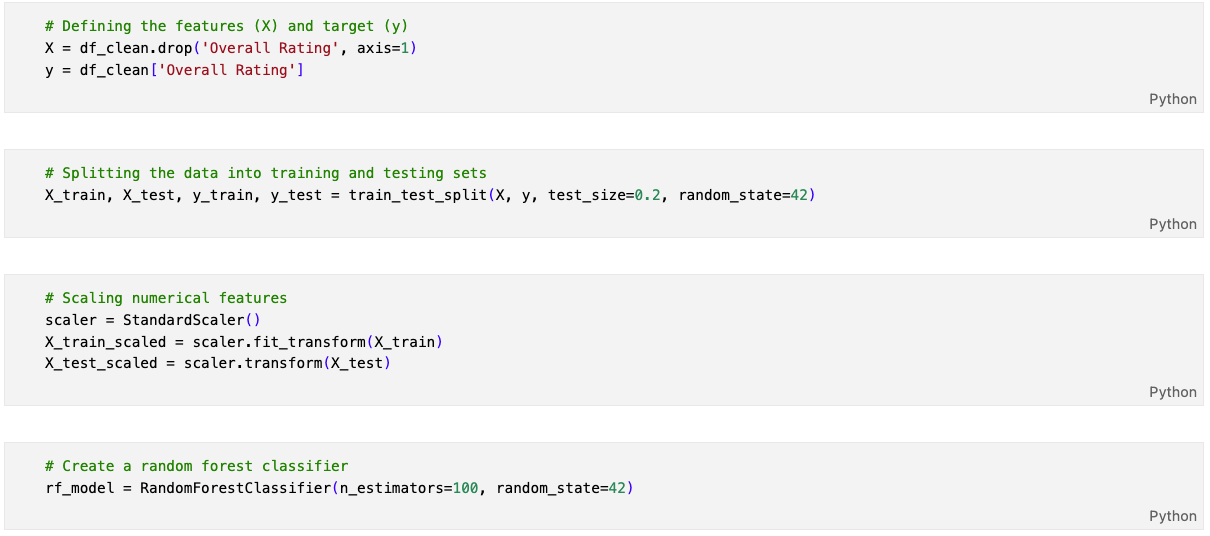 # Defining the features (X) and target (y)
X = df_clean.drop('Overall Rating', axis=1)
y = df_clean['Overall Rating']
Python
# Splitting the data into training and testing sets
X_train, X_test, y_train, y_test = train_test_split(X, y, test_size=0.2, random_state=42)
Python
# Scaling numerical features
scaler = StandardScaler()
X_train_scaled = scaler.fit_transform(X_train)
X_test_scaled = scaler.transform(X_test)
Python
# Create a random forest classifier
rf_model = RandomForestClassifier(n_estimators=100, random_state=42)
Python